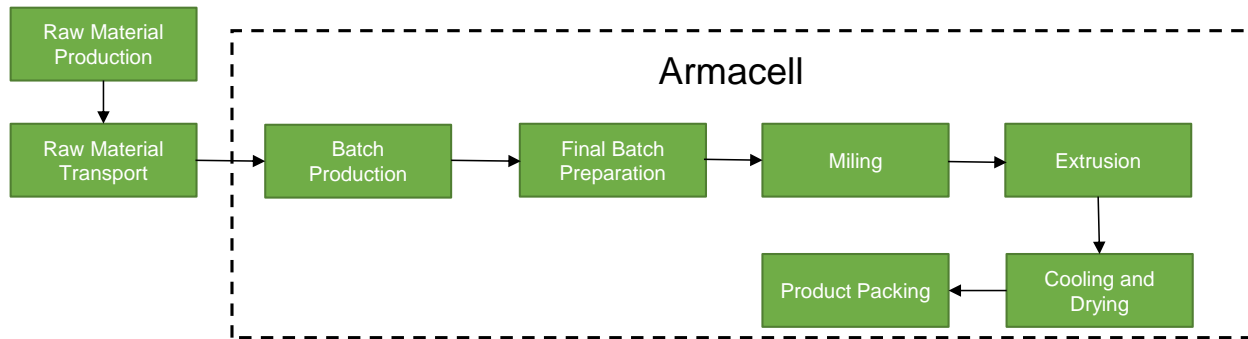 Raw Material
Production
Armacell
Raw Material
Transport
Batch
Production
Final Batch
Preparation
Miling
Extrusion
Product Packing
Cooling and
Drying